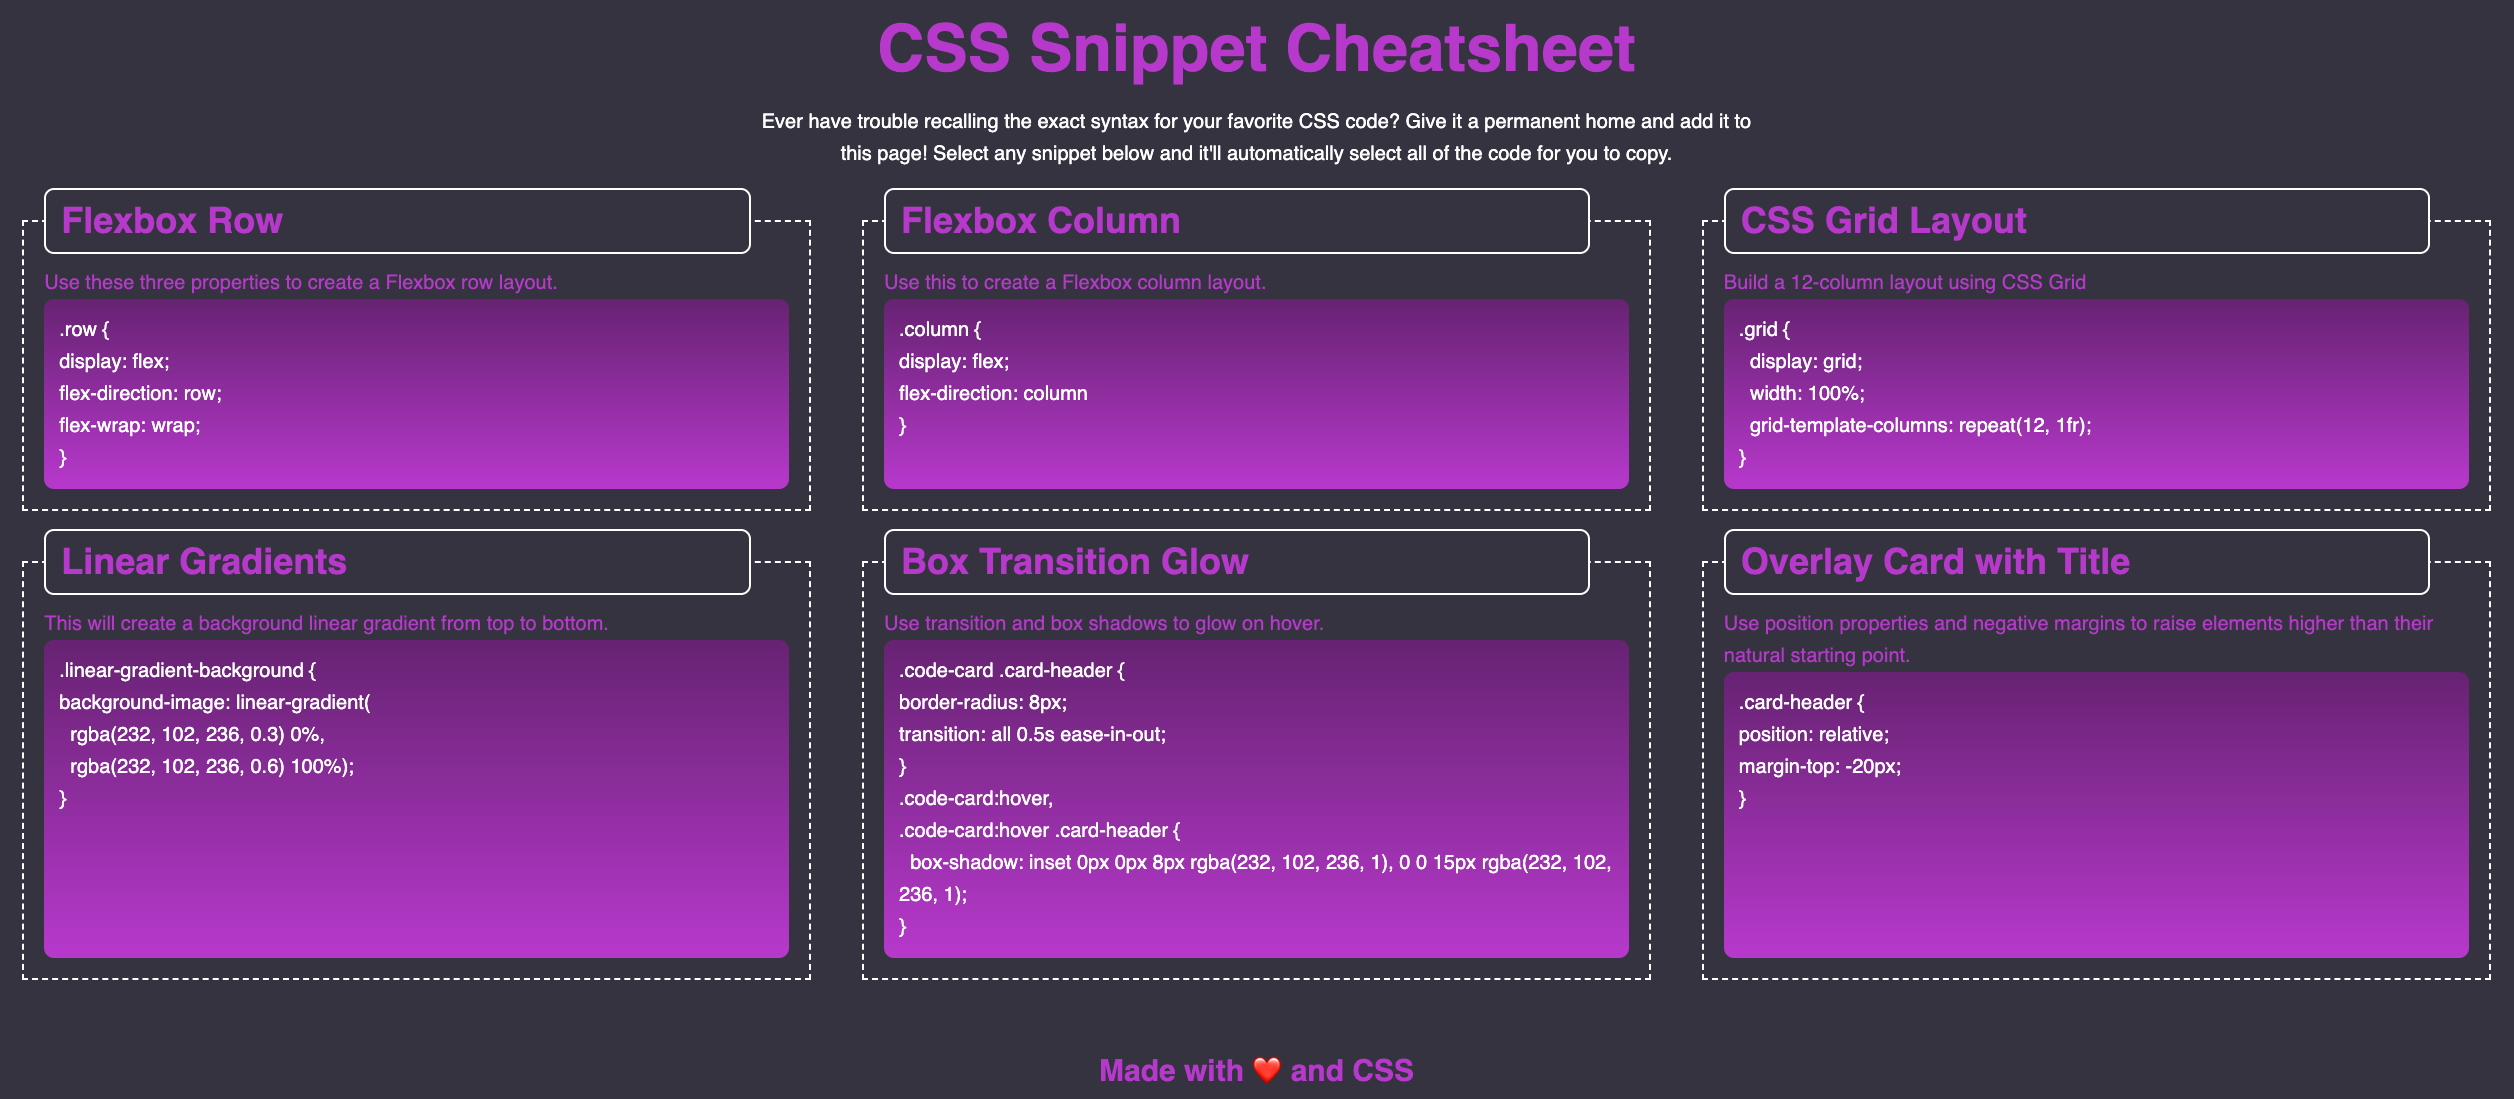 CSS Snippet Cheatsheet
Ever have trouble recalling the exact syntax for your favorite CSS code? Give it a permanent home and add it to
this page! Select any snippet below and it'll automatically select all of the code for you to copy.
Flexbox Row
Use these three properties to create a Flexbox row layout.
.row {
display: flex;
flex-direction: row;
flex-wrap: wrap;
}
Flexbox Column
Use this to create a Flexbox column layout.
.column {
display: flex;
flex-direction: column
}
CSS Grid Layout
Build a 12-column layout using CSS Grid
.grid {
  display: grid;
  width: 100%;
  grid-template-columns: repeat(12, 1fr);
}
Linear Gradients
This will create a background linear gradient from top to bottom.
.linear-gradient-background {
background-image: linear-gradient(
  rgba(232, 102, 236, 0.3) 0%,
  rgba(232, 102, 236, 0.6) 100%);
}
Box Transition Glow
Use transition and box shadows to glow on hover.
.code-card .card-header {
border-radius: 8px;
transition: all 0.5s ease-in-out;
}
.code-card:hover,
.code-card:hover .card-header {
  box-shadow: inset 0px 0px 8px rgba(232, 102, 236, 1), 0 0 15px rgba(232, 102,
236, 1);
}
Overlay Card with Title
Use position properties and negative margins to raise elements higher than their
natural starting point.
.card-header {
position: relative;
margin-top: -20px;
}
Made with ❤️ and CSS